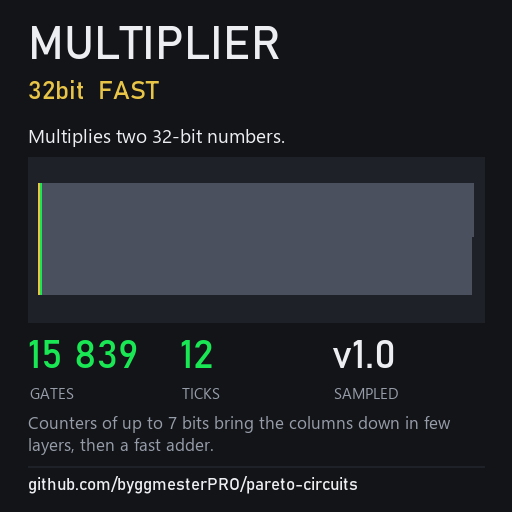 MULTIPLIER
32bit FAST
Multiplies two 32-bit numbers.
15 839 12 v1.0
GATES TICKS SAMPLED
Counters of up to 7 bits bring the columns down in few
layers, then a fast adder.
github.com/byggmesterPRO/pareto-circuits